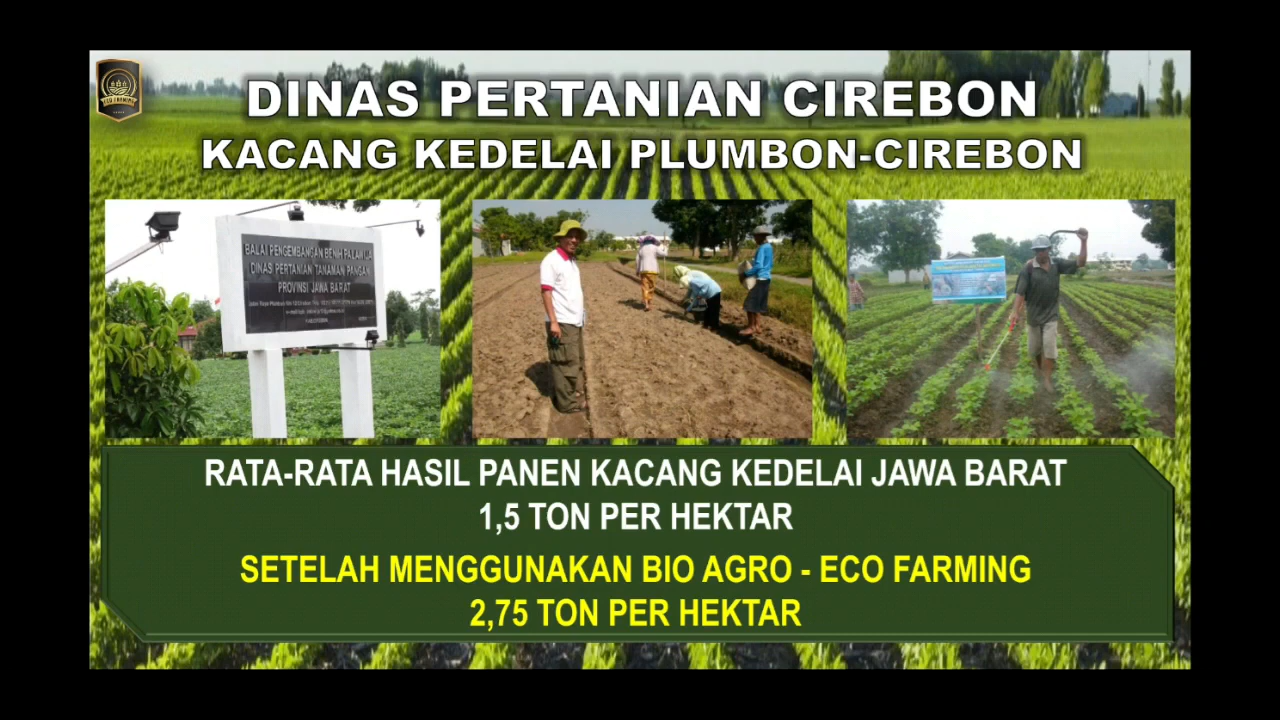 ECO FARMING
DINAS PERTANIAN CIREBON
KACANG KEDELAI PLUMBON-CIREBON
BALAI PENGEMBANGAN BENIH PALAWIJA
DINAS PERTANIAN TANAMAN PANGAN
PROVINSI JAWA BARAT
RATA-RATA HASIL PANEN KACANG KEDELAI JAWA BARAT
1,5 TON PER HEKTAR
SETELAH MENGGUNAKAN BIO AGRO - ECO FARMING
2,75 TON PER HEKTAR